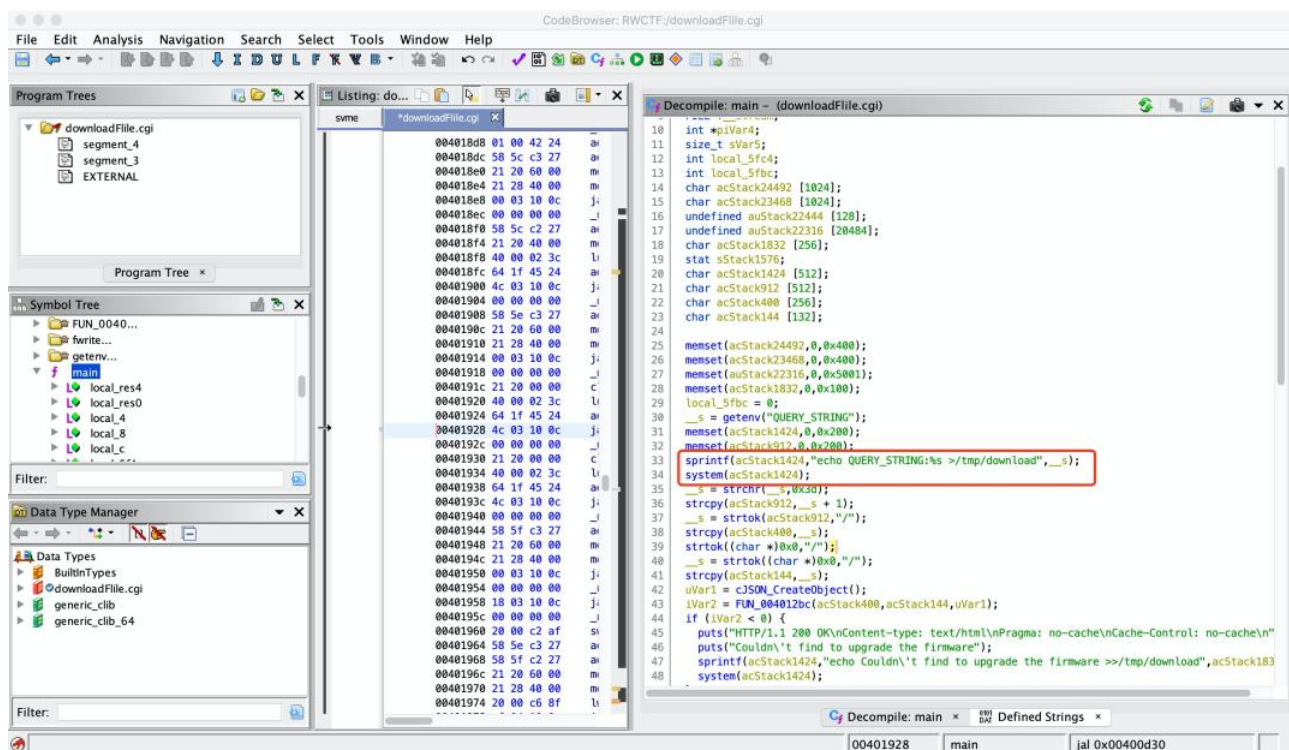 CodeBrowser: RWCTF:/downloadFlile.cgi
File Edit Analysis Navigation Search Select Tools Window Help
Program Trees
downloadFlile.cgi
segment_4
segment_3
EXTERNAL
Program Tree ×
Symbol Tree
FUN_0040...
fwrite...
getenv...
f main
local_res4
local_res0
local_4
local_8
local_c
Filter:
Data Type Manager
Data Types
BuiltInTypes
downloadFlile.cgi
generic_clib
generic_clib_64
Filter:
Listing: do...
svme *downloadFlile.cgi
004018d8 01 00 42 24
004018dc 58 5c c3 27
004018e0 21 20 60 00
004018e4 21 28 40 00
004018e8 00 03 10 0c
004018ec 00 00 00 00
004018f0 58 5c c2 27
004018f4 21 20 40 00
004018f8 40 00 02 3c
004018fc 64 1f 45 24
00401900 4c 03 10 0c
00401904 00 00 00 00
00401908 58 5e c3 27
0040190c 21 20 60 00
00401910 21 28 40 00
00401914 00 03 10 0c
00401918 00 00 00 00
0040191c 21 20 00 00
00401920 40 00 02 3c
00401924 64 1f 45 24
00401928 4c 03 10 0c
0040192c 00 00 00 00
00401930 21 20 00 00
00401934 40 00 02 3c
00401938 64 1f 45 24
0040193c 4c 03 10 0c
00401940 00 00 00 00
00401944 58 5f c3 27
00401948 21 20 60 00
0040194c 21 28 40 00
00401950 00 03 10 0c
00401954 00 00 00 00
00401958 18 03 10 0c
0040195c 00 00 00 00
00401960 20 00 c2 af
00401964 58 5e c3 27
00401968 58 5f c2 27
0040196c 21 20 60 00
00401970 21 28 40 00
00401974 20 00 c6 8f
Decompile: main - (downloadFlile.cgi)
10 int *piVar4;
11 size_t sVar5;
12 int local_5fc4;
13 int local_5fbc;
14 char acStack24492 [1024];
15 char acStack23468 [1024];
16 undefined auStack22444 [128];
17 undefined auStack22316 [20484];
18 char acStack1832 [256];
19 stat sStack1576;
20 char acStack1424 [512];
21 char acStack912 [512];
22 char acStack400 [256];
23 char acStack144 [132];
24
25 memset(acStack24492,0,0x400);
26 memset(acStack23468,0,0x400);
27 memset(auStack22316,0,0x5001);
28 memset(acStack1832,0,0x100);
29 local_5fbc = 0;
30 __s = getenv("QUERY_STRING");
31 memset(acStack1424,0,0x200);
32 memset(acStack912,0,0x200);
33 sprintf(acStack1424,"echo QUERY_STRING:%s >/tmp/download",__s);
34 system(acStack1424);
35 __s = strchr(__s,0x3d);
36 strcpy(acStack912,__s + 1);
37 __s = strtok(acStack912,"/");
38 strcpy(acStack400,__s);
39 strtok((char *)0x0,"/");
40 __s = strtok((char *)0x0,"/");
41 strcpy(acStack144,__s);
42 uVar1 = cJSON_CreateObject();
43 iVar2 = FUN_004012bc(acStack400,acStack144,uVar1);
44 if (iVar2 < 0) {
45 puts("HTTP/1.1 200 OK\nContent-type: text/html\nPragma: no-cache\nCache-Control: no-cache\n"
46 puts("Couldn\'t find to upgrade the firmware");
47 sprintf(acStack1424,"echo Couldn\'t find to upgrade the firmware >>/tmp/download",acStack183
48 system(acStack1424);
Decompile: main × Defined Strings ×
00401928 main jal 0x00400d30